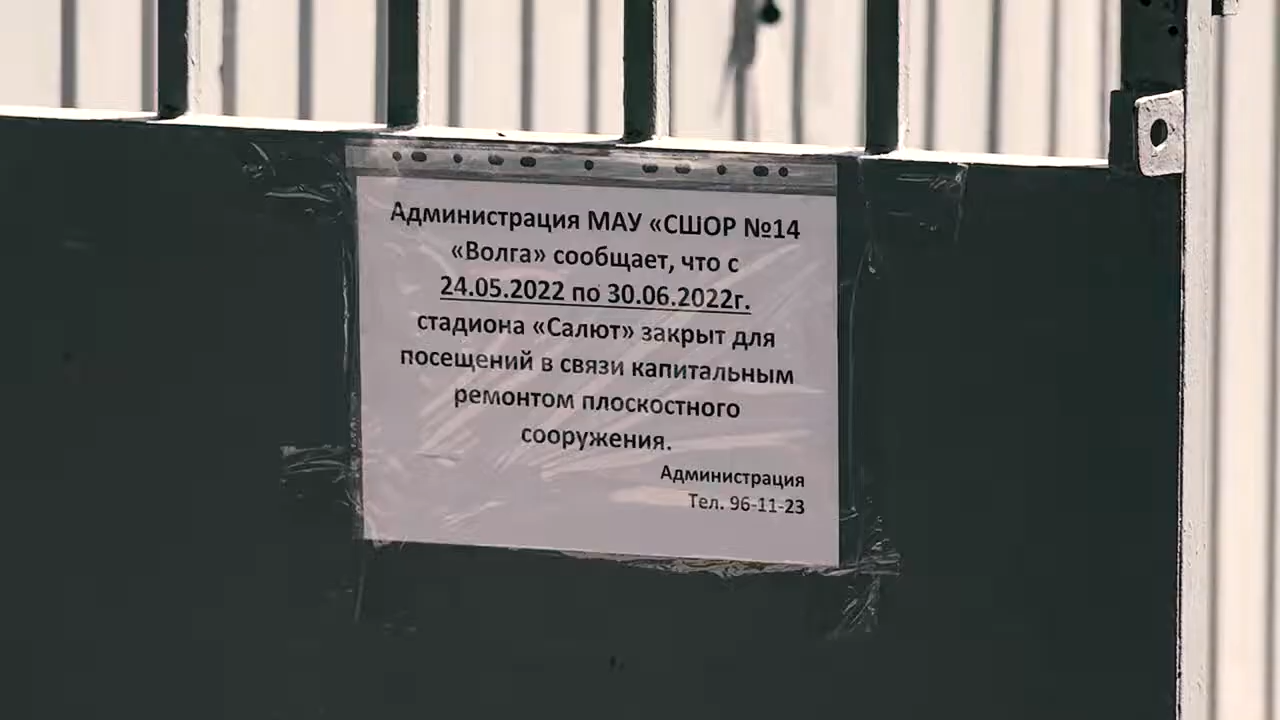 Администрация МАУ «СШОР №14
«Волга» сообщает, что с
24.05.2022 по 30.06.2022г.
стадиона «Салют» закрыт для
посещений в связи капитальным
ремонтом плоскостного
сооружения.
Администрация
Тел. 96-11-23